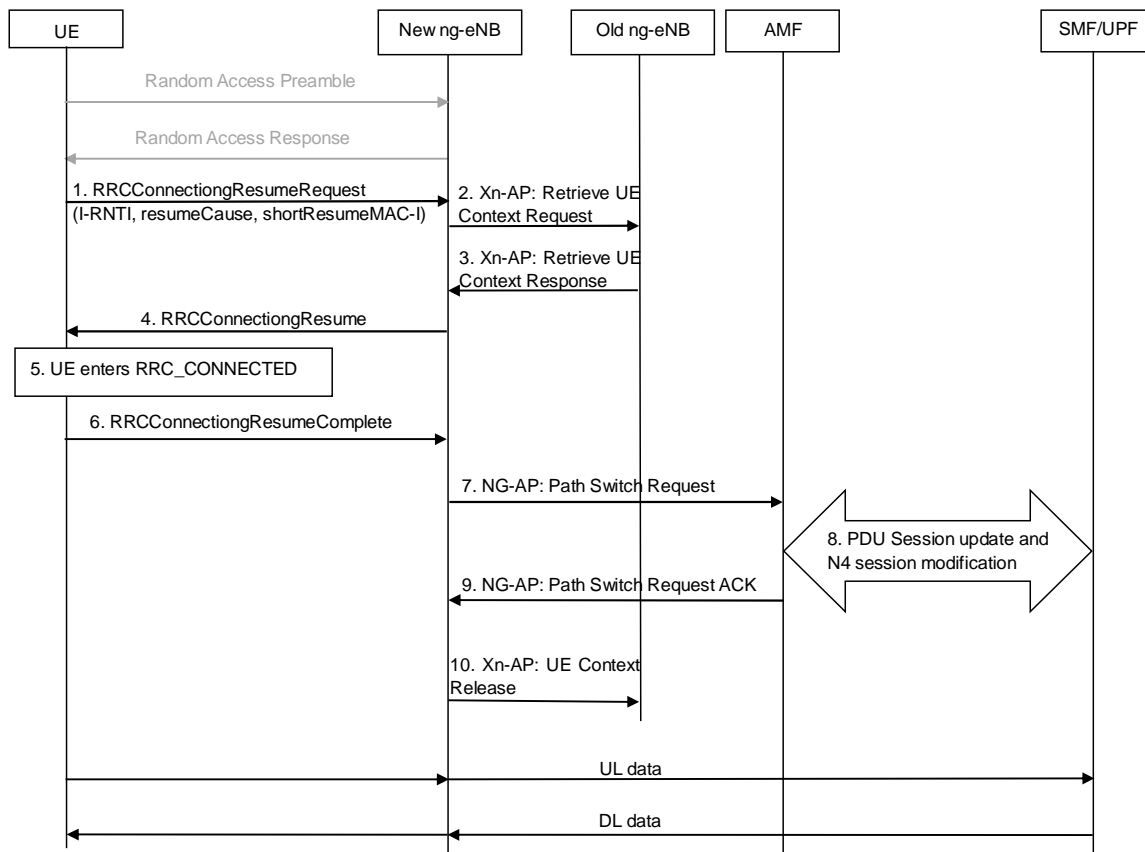 UE
New ng-eNB
Old ng-eNB
AMF
SMF/UPF
Random Access Preamble
Random Access Response
1. RRCConnectiongResumeRequest
(I-RNTI, resumeCause, shortResumeMAC-I)
2. Xn-AP: Retrieve UE
Context Request
3. Xn-AP: Retrieve UE
Context Response
4. RRCConnectiongResume
5. UE enters RRC_CONNECTED
6. RRCConnectiongResumeComplete
7. NG-AP: Path Switch Request
8. PDU Session update and
N4 session modification
9. NG-AP: Path Switch Request ACK
10. Xn-AP: UE Context
Release
UL data
DL data